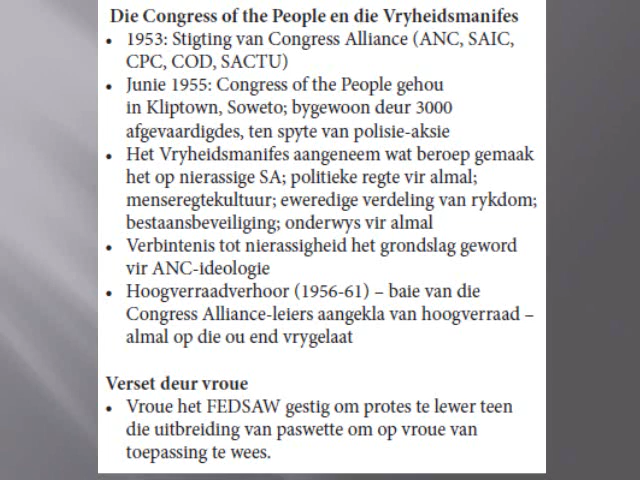 Die Congress of the People en die Vryheidsmanifes
• 1953: Stigting van Congress Alliance (ANC, SAIC,
CPC, COD, SACTU)
• Junie 1955: Congress of the People gehou
in Kliptown, Soweto; bygewoon deur 3000
afgevaardigdes, ten spyte van polisie-aksie
• Het Vryheidsmanifes aangeneem wat beroep gemaak
het op nierassige SA; politieke regte vir almal;
menseregtekultuur; eweredige verdeling van rykdom;
bestaansbeveiliging; onderwys vir almal
• Verbintenis tot nierassigheid het grondslag geword
vir ANC-ideologie
• Hoogverraadverhoor (1956-61) – baie van die
Congress Alliance-leiers aangekla van hoogverraad –
almal op die ou end vrygelaat
Verset deur vroue
• Vroue het FEDSAW gestig om protes te lewer teen
die uitbreiding van paswette om op vroue van
toepassing te wees.